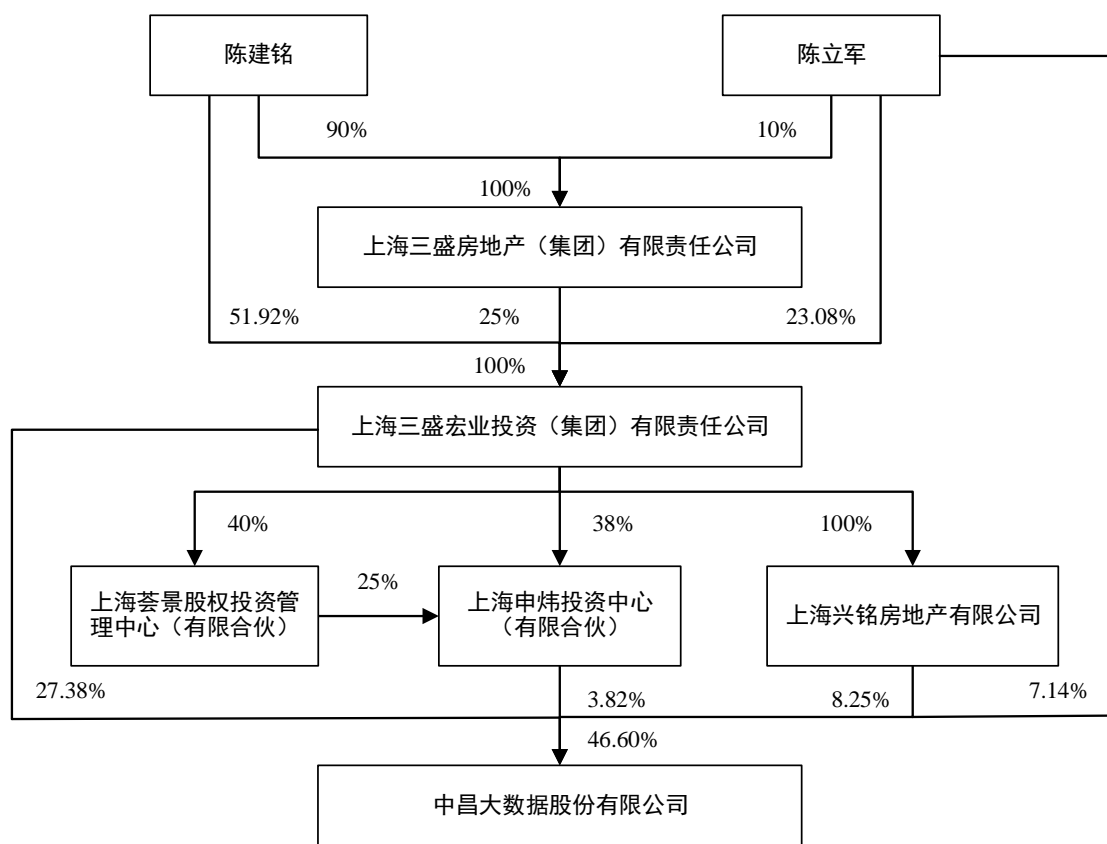 陈建铭
陈立军
90%
10%
100%
上海三盛房地产（集团）有限责任公司
51.92%
25%
23.08%
100%
上海三盛宏业投资（集团）有限责任公司
40%
38%
100%
上海荟景股权投资管
理中心（有限合伙）
25%
上海申炜投资中心
（有限合伙）
上海兴铭房地产有限公司
27.38%
3.82%
8.25%
7.14%
46.60%
中昌大数据股份有限公司